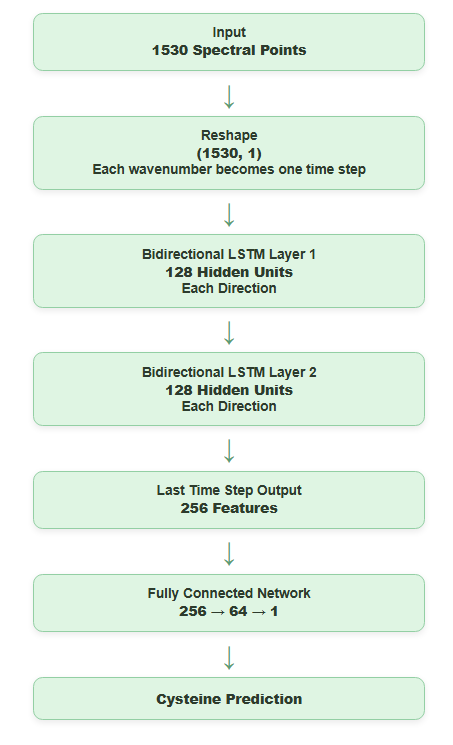 Input
1530 Spectral Points
Reshape
(1530, 1)
Each wavenumber becomes one time step
Bidirectional LSTM Layer 1
128 Hidden Units
Each Direction
Bidirectional LSTM Layer 2
128 Hidden Units
Each Direction
Last Time Step Output
256 Features
Fully Connected Network
256 → 64 → 1
Cysteine Prediction